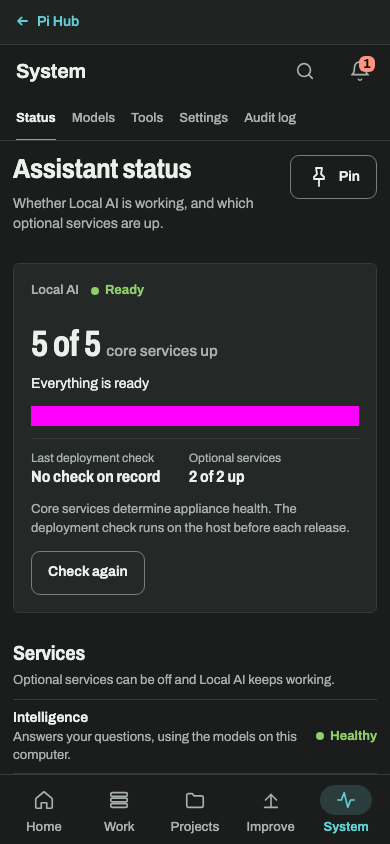 Pi Hub
System
1
Status Models Tools Settings Audit log
Assistant status
Pin
Whether Local AI is working, and which
optional services are up.
Local AI Ready
5 of 5 core services up
Everything is ready
Last deployment check Optional services
No check on record 2 of 2 up
Core services determine appliance health. The
deployment check runs on the host before each release.
Check again
Services
Optional services can be off and Local AI keeps working.
Intelligence
Answers your questions, using the models on this
computer.
Healthy
Home Work Projects Improve System